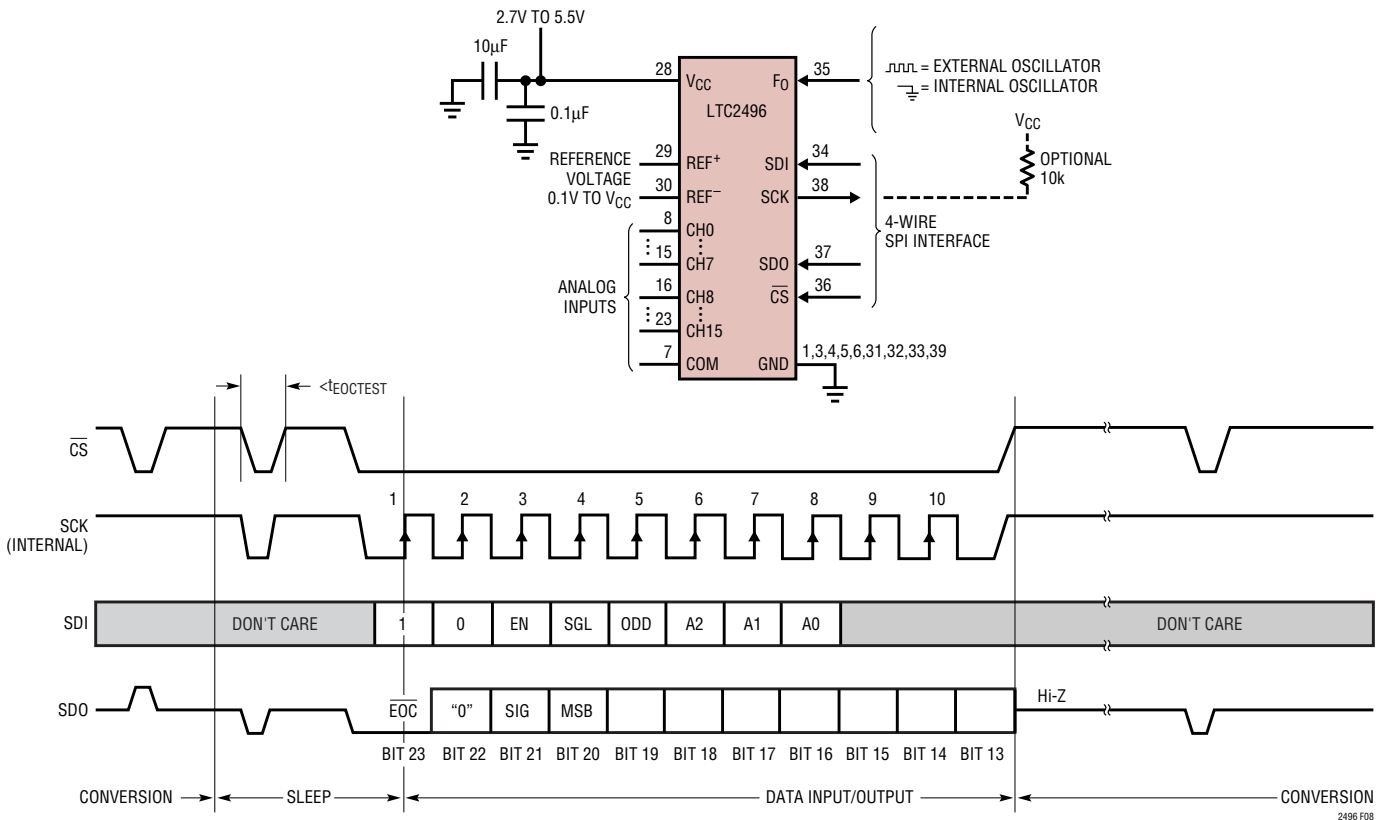 2.7V TO 5.5V
10µF
0.1µF
28
VCC
LTC2496
FO
35
= EXTERNAL OSCILLATOR
= INTERNAL OSCILLATOR
VCC
OPTIONAL
10k
REFERENCE
VOLTAGE
0.1V TO VCC
29
REF+
30
REF−
SDI
34
SCK
38
4-WIRE
SPI INTERFACE
SDO
37
CS
36
ANALOG
INPUTS
8
CH0
15
CH7
16
CH8
23
CH15
7
COM
GND
1,3,4,5,6,31,32,33,39
<tEOCTEST
CS
SCK
(INTERNAL)
1 2 3 4 5 6 7 8 9 10
SDI
DON'T CARE 1 0 EN SGL ODD A2 A1 A0 DON'T CARE
SDO
EOC “0” SIG MSB Hi-Z
BIT 23 BIT 22 BIT 21 BIT 20 BIT 19 BIT 18 BIT 17 BIT 16 BIT 15 BIT 14 BIT 13
CONVERSION SLEEP DATA INPUT/OUTPUT CONVERSION
2496 F08